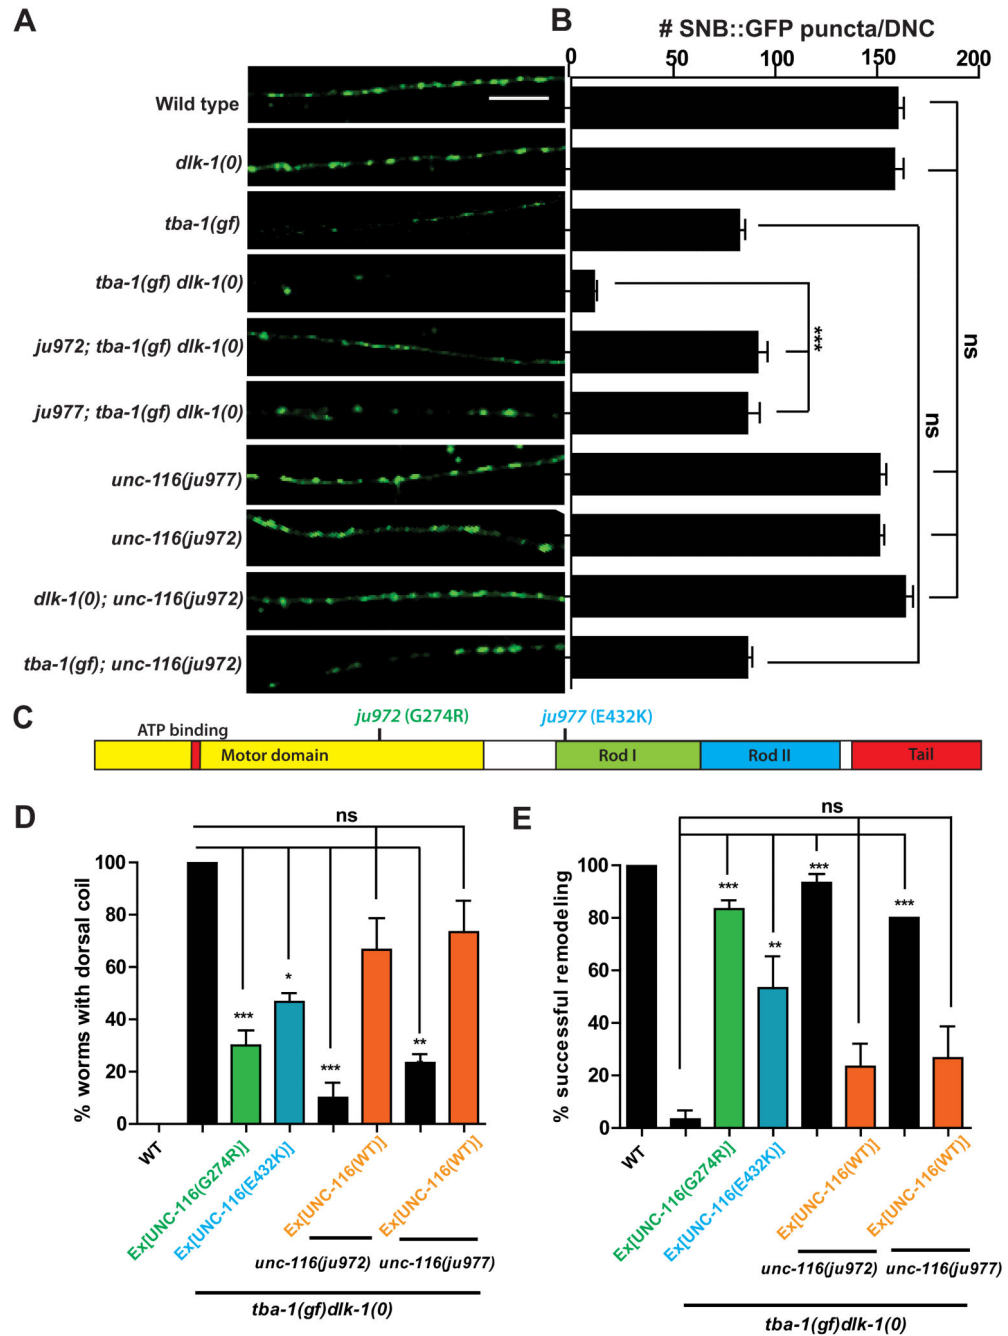 A
B
# SNB::GFP puncta/DNC
0 50 100 150 200
Wild type
dlk-1(0)
tba-1(gf)
tba-1(gf) dlk-1(0)
ju972; tba-1(gf) dlk-1(0)
ju977; tba-1(gf) dlk-1(0)
unc-116(ju977)
unc-116(ju972)
dlk-1(0); unc-116(ju972)
tba-1(gf); unc-116(ju972)
***
ns
ns
C
ju972 (G274R)
ju977 (E432K)
ATP binding
Motor domain
Rod I
Rod II
Tail
D
% worms with dorsal coil
100
80
60
40
20
0
ns
***
*
***
**
WT
Ex[UNC-116(G274R)]
Ex[UNC-116(E432K)]
Ex[UNC-116(WT)]
Ex[UNC-116(WT)]
unc-116(ju972)
unc-116(ju977)
tba-1(gf)dlk-1(0)
E
% successful remodeling
100
80
60
40
20
0
ns
***
**
***
***
WT
Ex[UNC-116(G274R)]
Ex[UNC-116(E432K)]
Ex[UNC-116(WT)]
Ex[UNC-116(WT)]
unc-116(ju972)
unc-116(ju977)
tba-1(gf)dlk-1(0)